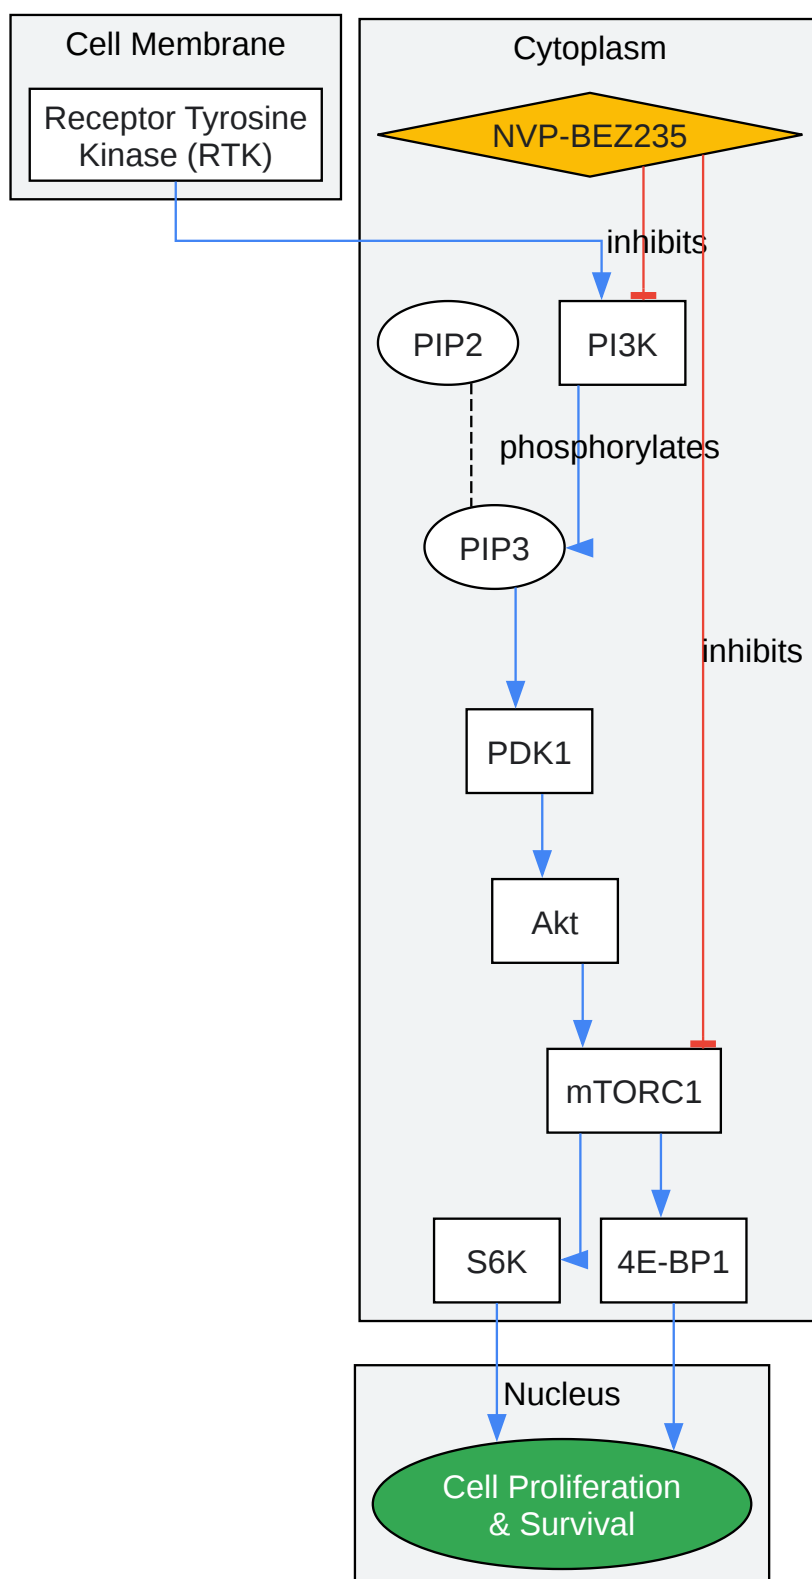 Cell Membrane
Receptor Tyrosine
Kinase (RTK)
Cytoplasm
NVP-BEZ235
inhibits
PIP2
PI3K
phosphorylates
PIP3
inhibits
PDK1
Akt
mTORC1
S6K
4E-BP1
Nucleus
Cell Proliferation
& Survival